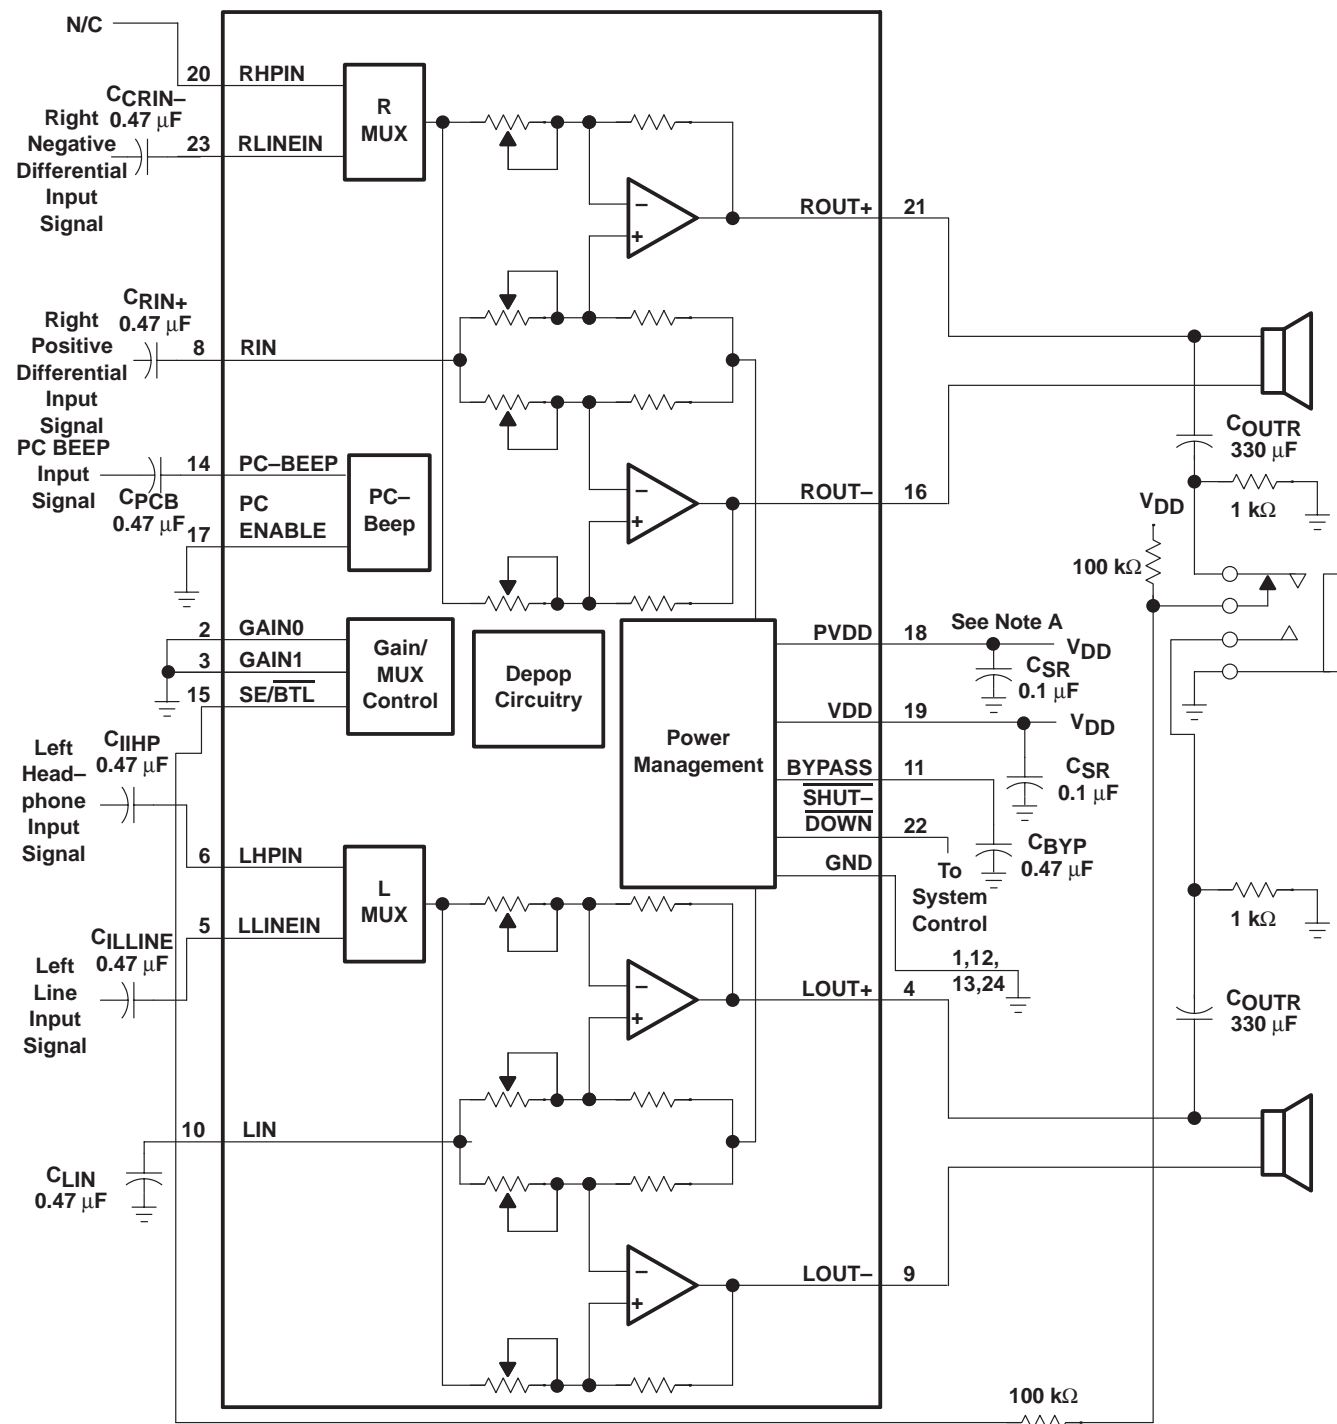 N/C
20
RHPIN
CCRIN–
0.47 μF
Right
Negative
Differential
Input
Signal
23
RLINEIN
R
MUX
–
+
ROUT+
21
CRIN+
0.47 μF
Right
Positive
Differential
Input
Signal
8
RIN
PC BEEP
Input
Signal
14
PC–BEEP
CPCB
0.47 μF
PC
ENABLE
17
PC–
Beep
–
+
ROUT–
16
COUTR
330 μF
1 kΩ
VDD
100 kΩ
2
GAIN0
3
GAIN1
15
SE/BTL
Gain/
MUX
Control
Depop
Circuitry
Power
Management
PVDD
18
See Note A
VDD
CSR
0.1 μF
VDD
19
VDD
CSR
0.1 μF
BYPASS
11
SHUT–
DOWN
22
CBYP
0.47 μF
To
System
Control
GND
1,12,
13,24
CIIHP
0.47 μF
Left
Head–
phone
Input
Signal
6
LHPIN
L
MUX
5
LLINEIN
CILLINE
0.47 μF
Left
Line
Input
Signal
–
+
LOUT+
4
1 kΩ
COUTR
330 μF
10
LIN
CLIN
0.47 μF
–
+
LOUT–
9
100 kΩ